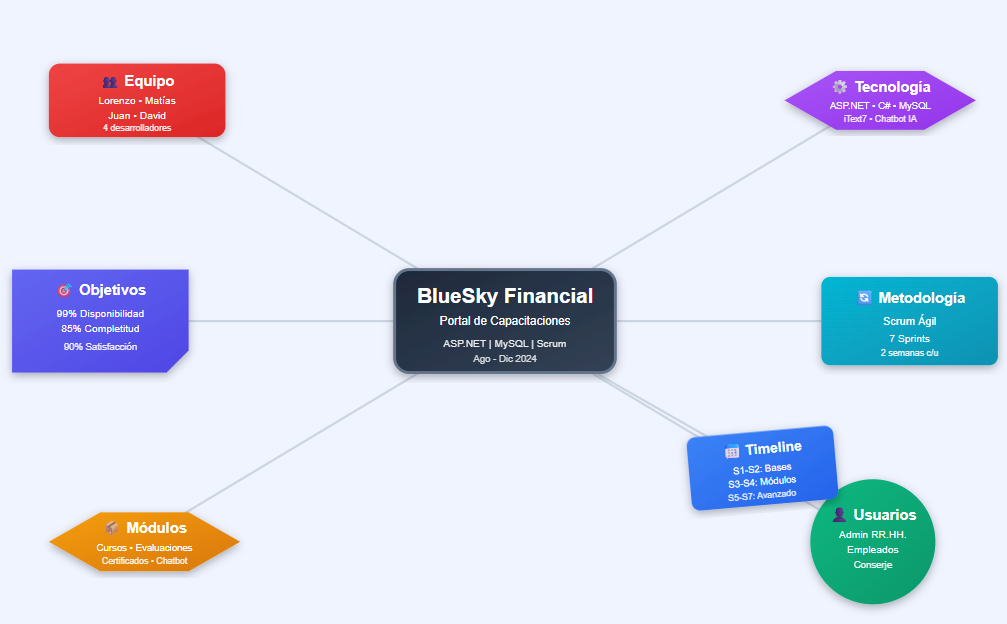 Equipo
Lorenzo • Matías
Juan • David
4 desarrolladores
Tecnología
ASP.NET • C# • MySQL
iText7 • Chatbot IA
Objetivos
99% Disponibilidad
85% Completitud
90% Satisfacción
BlueSky Financial
Portal de Capacitaciones
ASP.NET | MySQL | Scrum
Ago - Dic 2024
Metodología
Scrum Ágil
7 Sprints
2 semanas c/u
Timeline
S1-S2: Bases
S3-S4: Módulos
S5-S7: Avanzado
Módulos
Cursos • Evaluaciones
Certificados • Chatbot
Usuarios
Admin RR.HH.
Empleados
Conserje